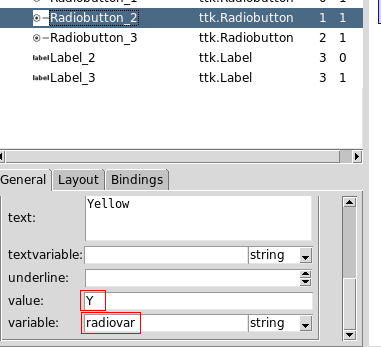 Radiobutton_1 ttk.Radiobutton 0 1
Radiobutton_2 ttk.Radiobutton 1 1
Radiobutton_3 ttk.Radiobutton 2 1
label Label_2 ttk.Label 3 0
label Label_3 ttk.Label 3 1
General Layout Bindings
text: Yellow
textvariable: string
underline:
value: Y
variable: radiovar string